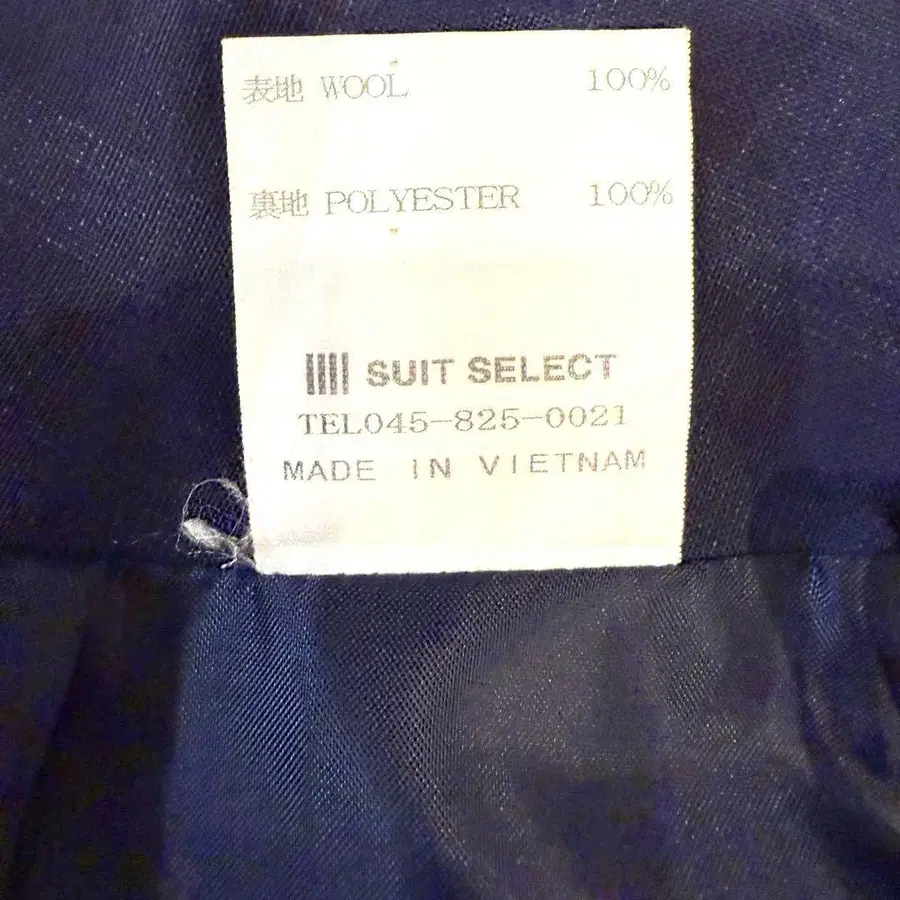 表地 WOOL 100%
裏地 POLYESTER 100%
SUIT SELECT
TEL045-825-0021
MADE IN VIETNAM